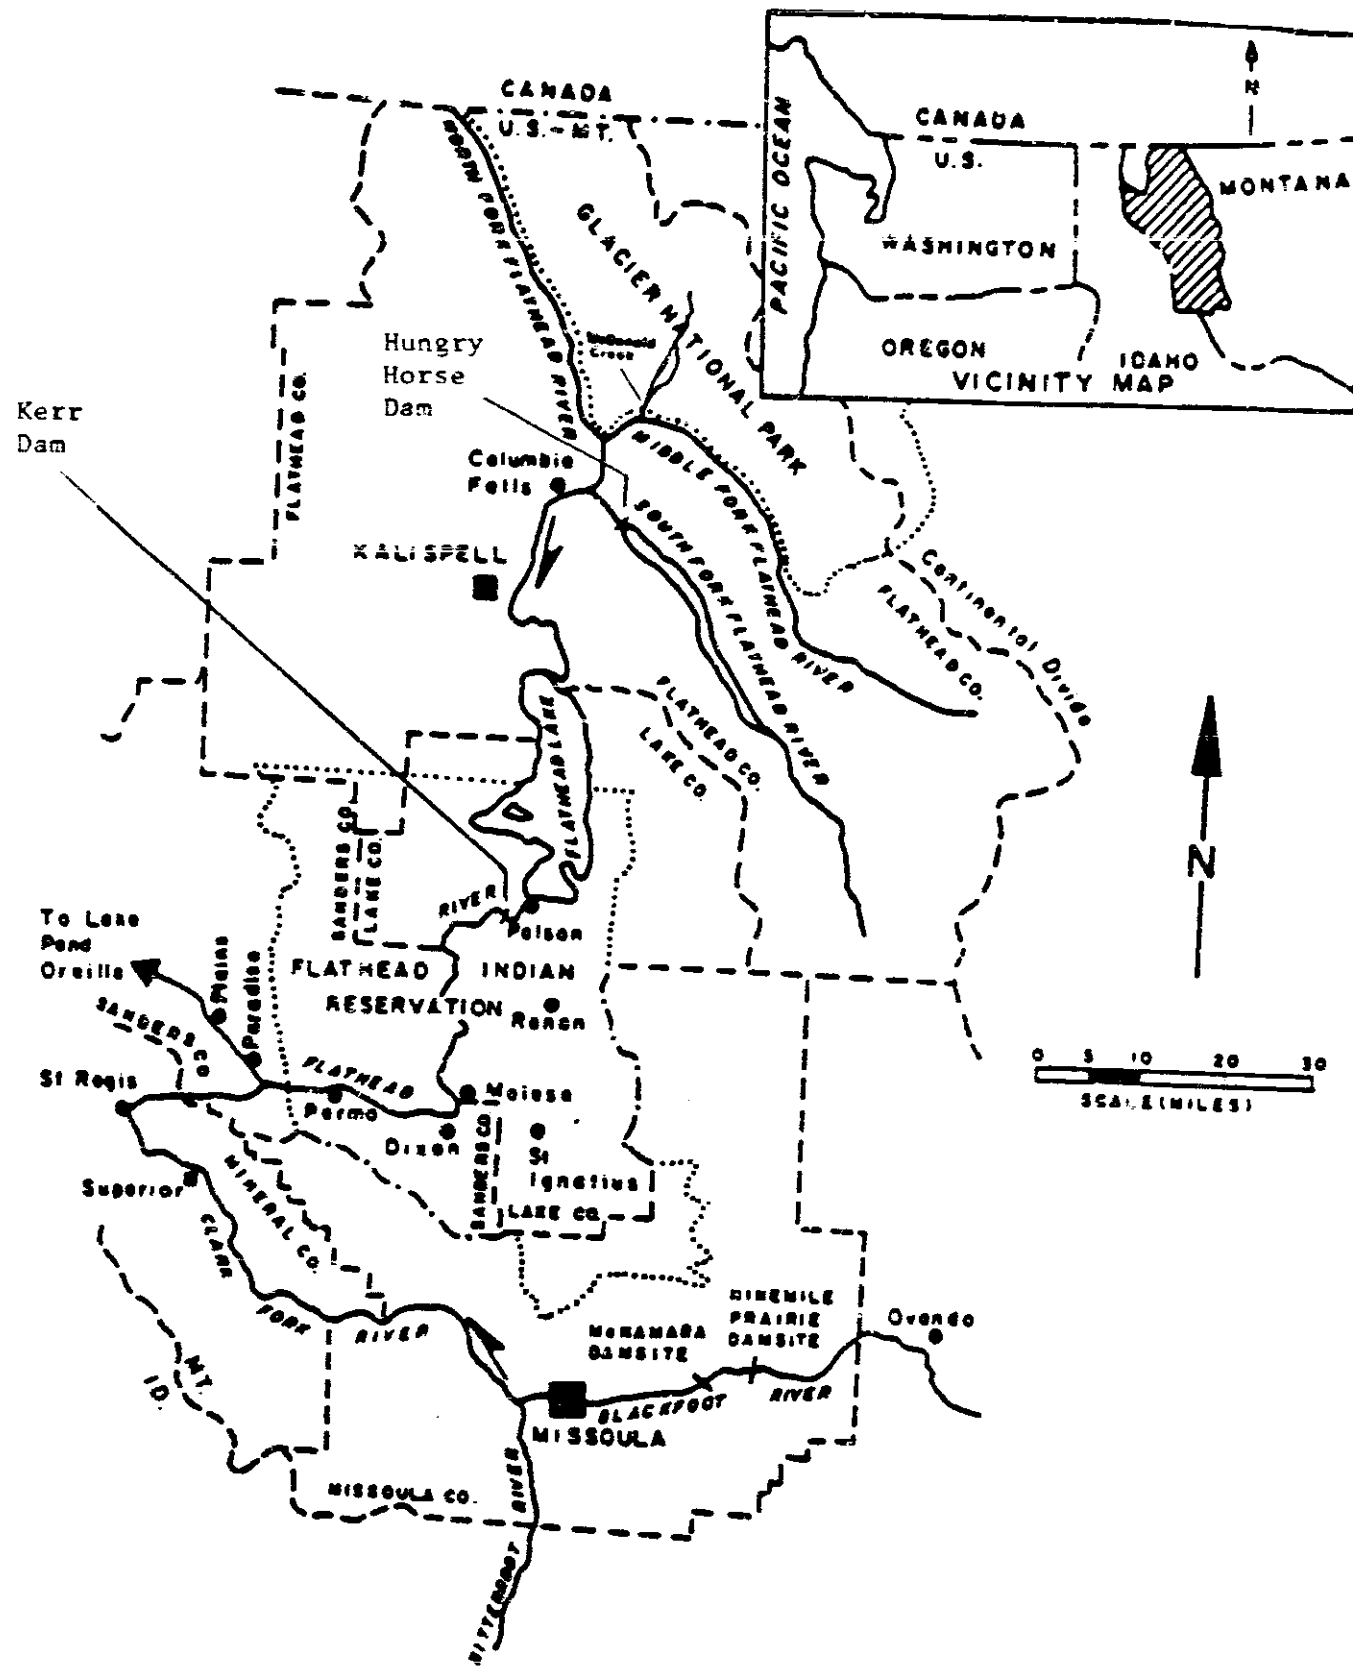 CANADA
U.S. - MT.
NORTH FORK FLATHEAD RIVER
GLACIER NATIONAL PARK
PACIFIC OCEAN
CANADA
U.S.
N
MONTANA
WASHINGTON
OREGON
IDAHO
VICINITY MAP
McDonald
Creek
Hungry
Horse
Dam
Kerr
Dam
FLATHEAD CO.
Columbia
Falls
MIDDLE FORK FLATHEAD RIVER
SOUTH FORK FLATHEAD RIVER
KALISPELL
Continental Divide
FLATHEAD CO.
FLATHEAD CO.
LAKE CO.
FLATHEAD LAKE
SANDERS CO.
LAKE CO.
RIVER
Polson
N
To Lake
Pend
Oreille
Plains
Paradise
FLATHEAD INDIAN
RESERVATION
Ronan
SANDERS CO
St Regis
FLATHEAD
Perma
Moiese
Dixon
SANDERS CO.
St
Ignatius
LAKE CO.
0 5 10 20 30
SCALE (MILES)
Superior
MINERAL CO.
CLARK
FORK
RIVER
NINEMILE
PRAIRIE
DAMSITE
McNAMARA
DAMSITE
Ovando
MT.
ID.
BLACKFOOT
RIVER
MISSOULA
MISSOULA CO.
RIVER
BITTERROOT